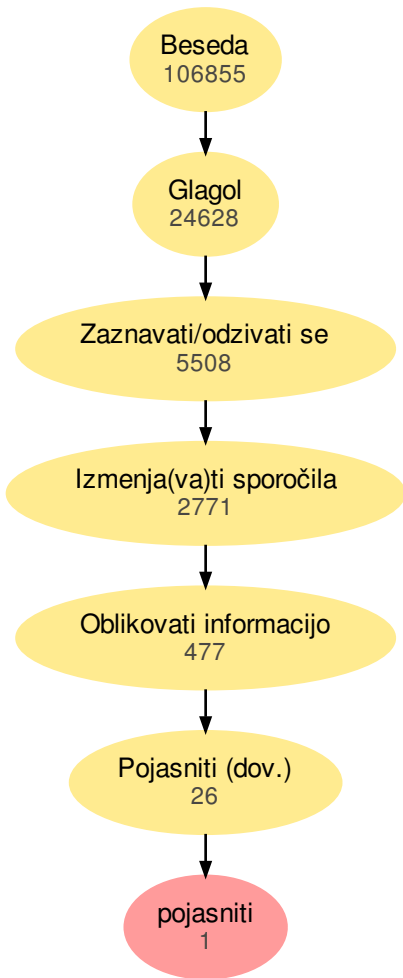 Beseda
106855
Glagol
24628
Zaznavati/odzivati se
5508
Izmenja(va)ti sporočila
2771
Oblikovati informacijo
477
Pojasniti (dov.)
26
pojasniti
1